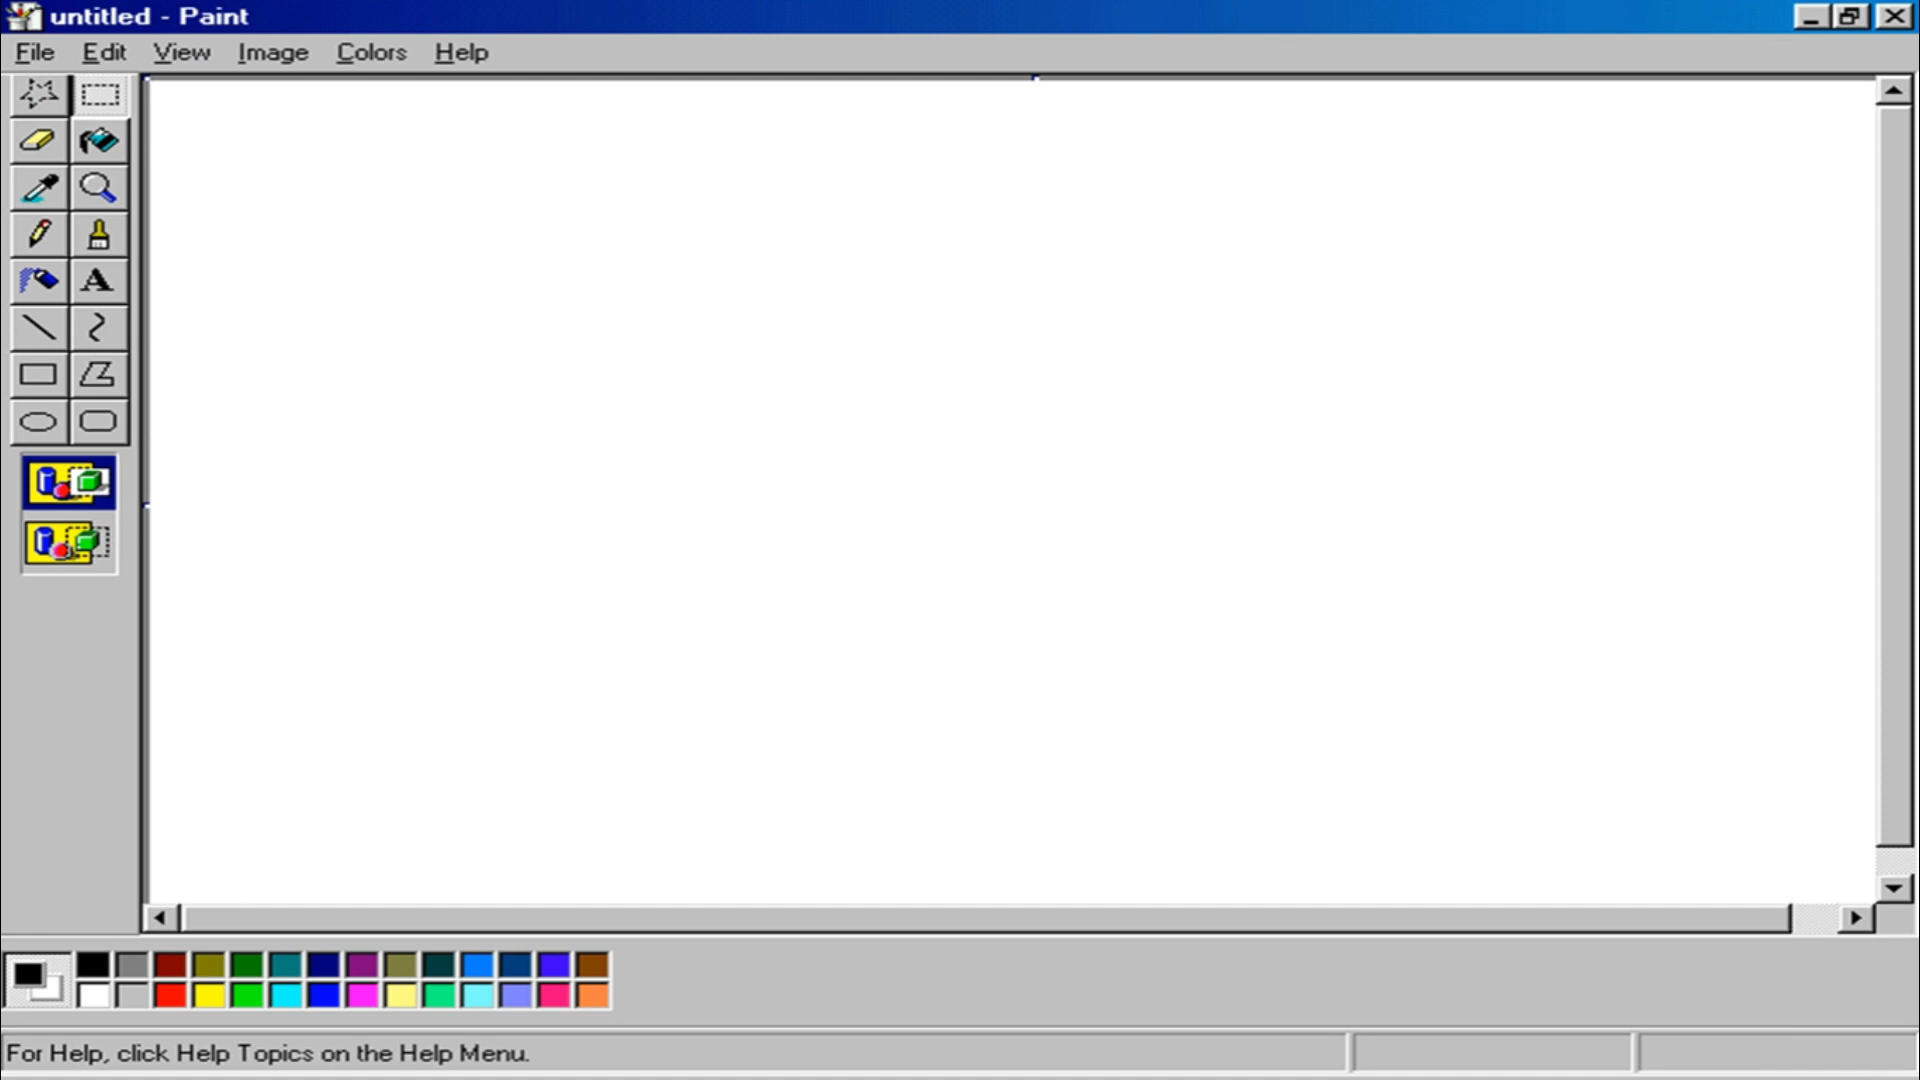 untitled - Paint
File Edit View Image Colors Help
A
For Help, click Help Topics on the Help Menu.